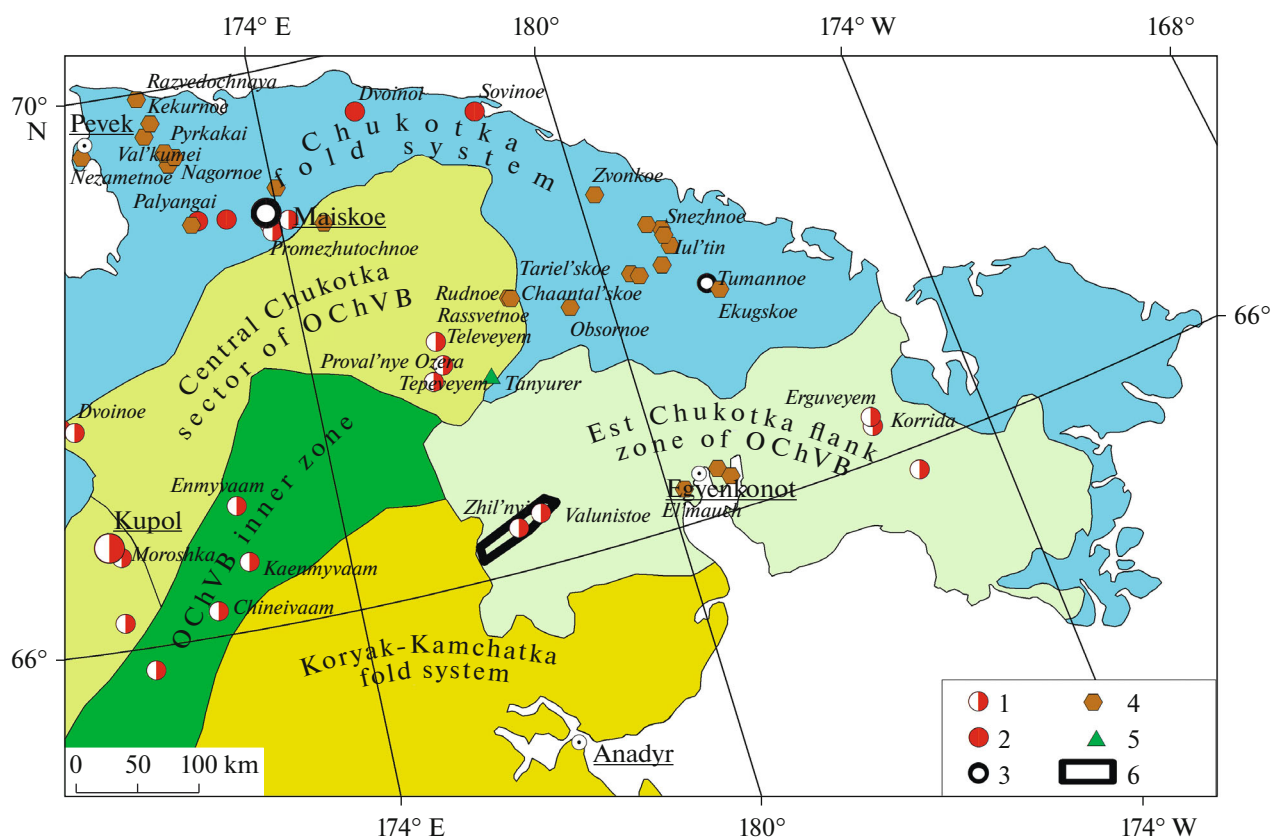 174° E
180°
174° W
168°
70°
N
Razvedochnaya
Kekurnoe
Pevek
Pyrkakai
Val'kumei
Nezametnoe
Nagornoe
Palyangai
Dvoinoi
Sovinoe
Chukotka
fold system
Maiskoe
Promezhutochnoe
Zvonkoe
Snezhnoe
Iul'tin
Tariel'skoe
Tumannoe
Rudnoe
Chaantal'skoe
Ekugskoe
Rassvetnoe
Obsornoe
Televeyem
Proval'nye Ozera
Tepeveyem
Tanyurer
66°
Central Chukotka
sector of OChVB
Dvoinoe
Erguveyem
Korrida
Est Chukotka flank
zone of OChVB
Egvenkonot
El'mauch
Enmyvaam
Zhil'nyi
Valunistoe
Kupol
Moroshka
OChVB inner zone
Kaenmyvaam
Chineivaam
66°
Koryak-Kamchatka
fold system
Anadyr
0 50 100 km
1
2
3
4
5
6
174° E
180°
174° W